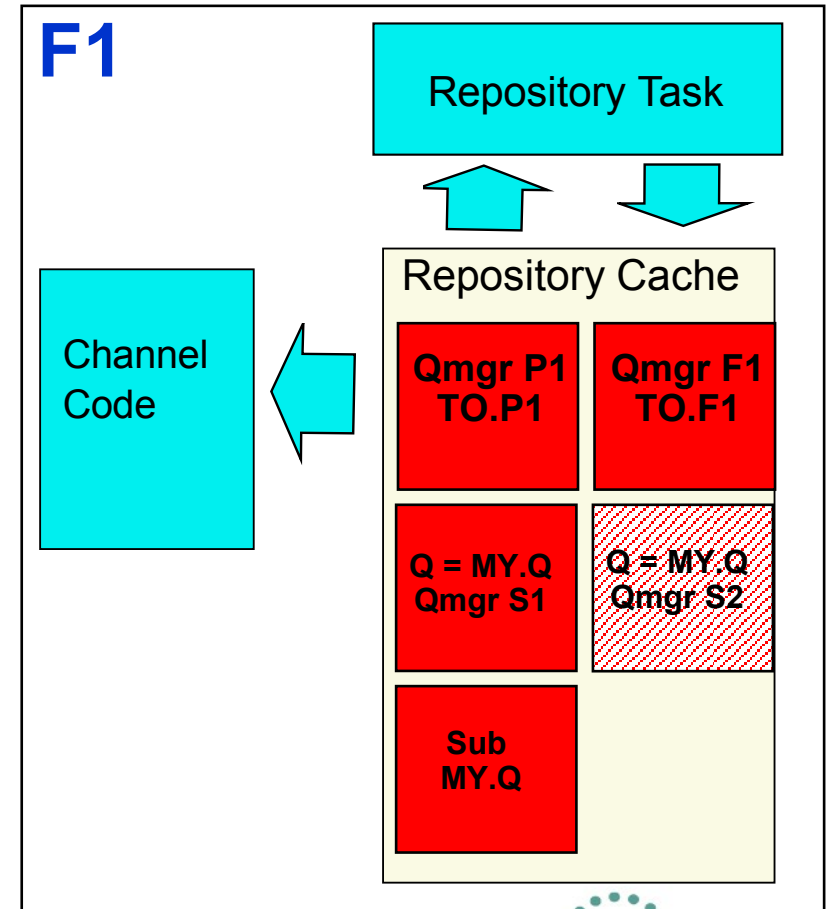 F1
Repository Task
Repository Cache
Channel
Code
Qmgr P1
TO.P1
Qmgr F1
TO.F1
Q = MY.Q
Qmgr S1
Q = MY.Q
Qmgr S2
Sub
MY.Q